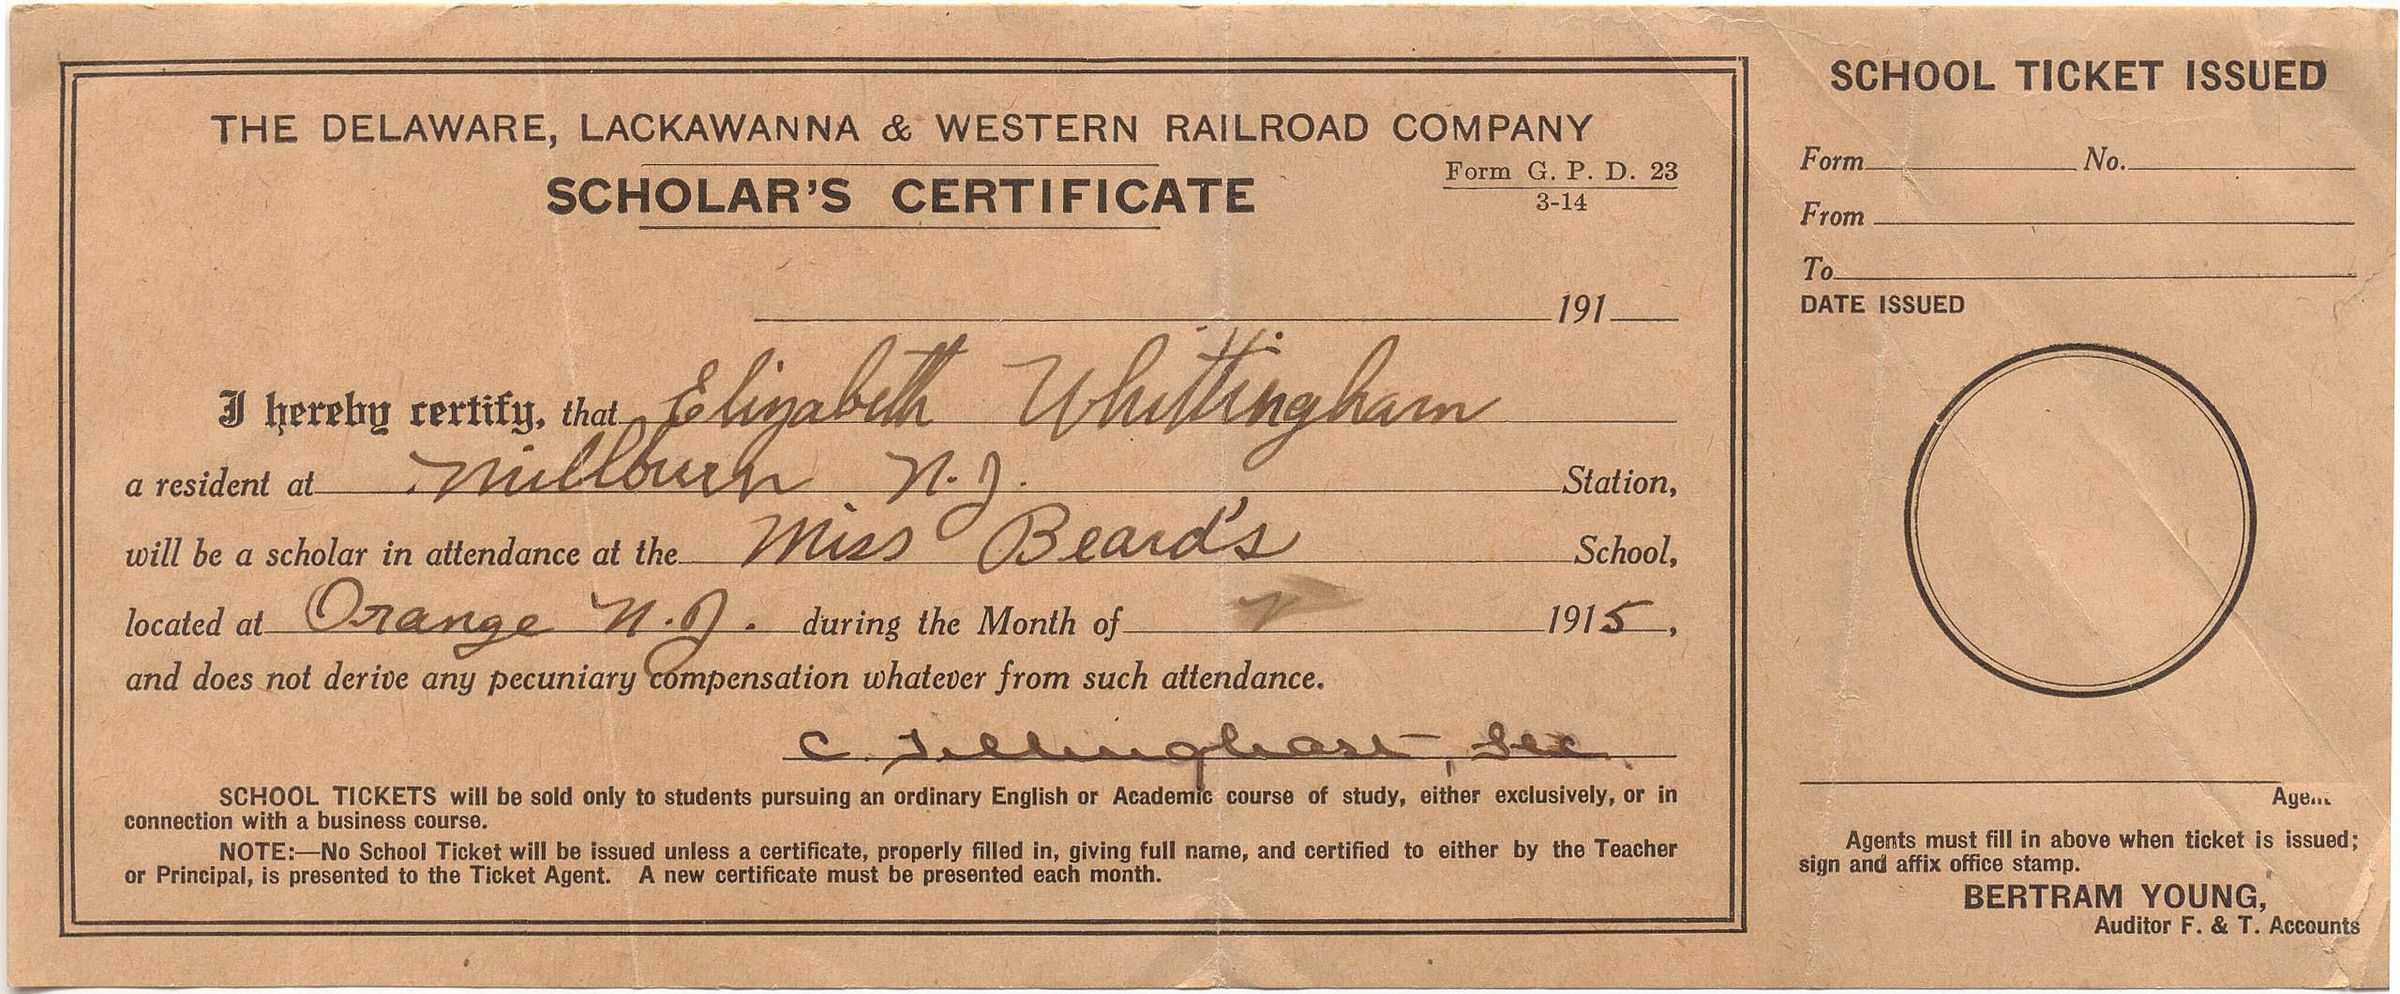 THE DELAWARE, LACKAWANNA & WESTERN RAILROAD COMPANY
SCHOLAR'S CERTIFICATE
Form G. P. D. 23
3-14
191
I hereby certify, that Elizabeth Whittingham
a resident at Millburn N.J. Station,
will be a scholar in attendance at the Miss Beard's School,
located at Orange N.J. during the Month of 1915,
and does not derive any pecuniary compensation whatever from such attendance.
C. Tillinghast, Sec.
SCHOOL TICKETS will be sold only to students pursuing an ordinary English or Academic course of study, either exclusively, or in
connection with a business course.
NOTE:—No School Ticket will be issued unless a certificate, properly filled in, giving full name, and certified to either by the Teacher
or Principal, is presented to the Ticket Agent. A new certificate must be presented each month.
SCHOOL TICKET ISSUED
Form No.
From
To
DATE ISSUED
Agent
Agents must fill in above when ticket is issued;
sign and affix office stamp.
BERTRAM YOUNG,
Auditor F. & T. Accounts